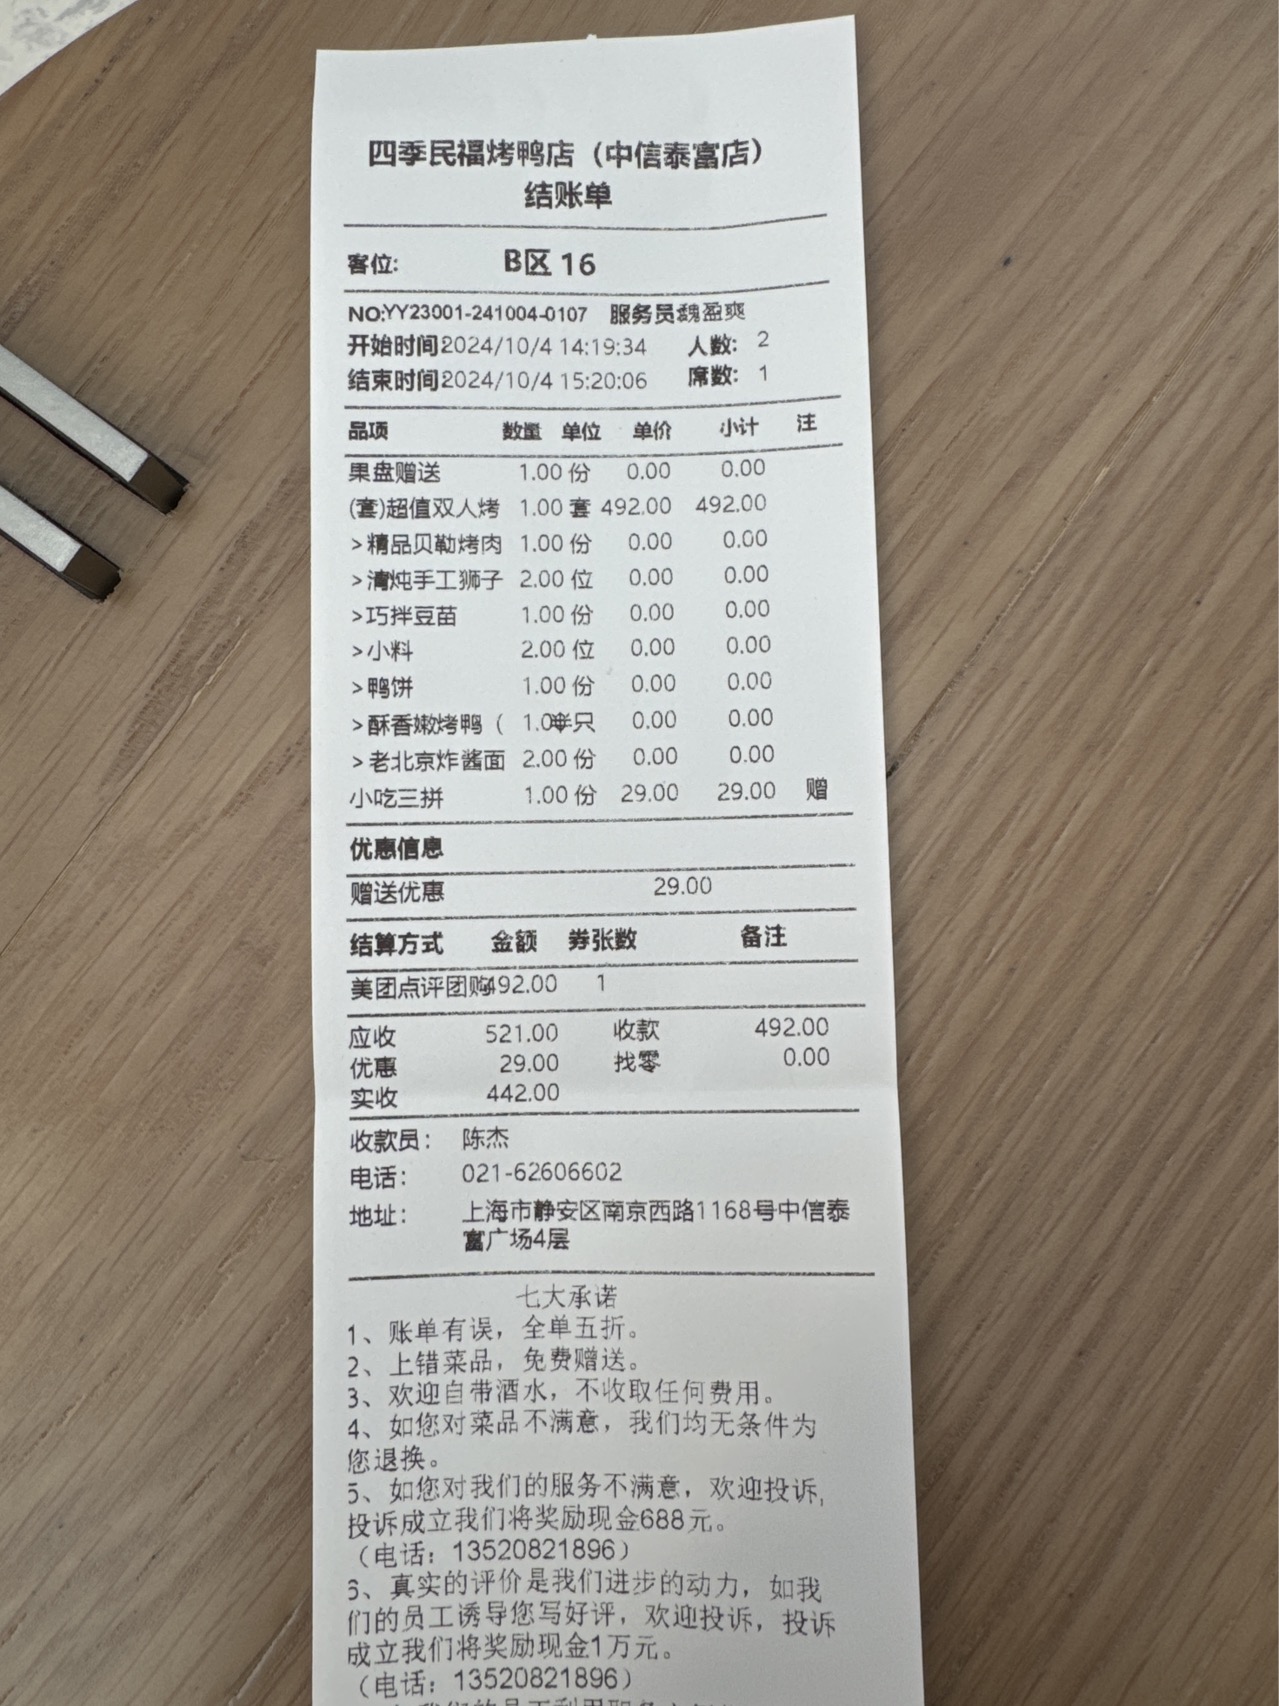 四季民福烤鸭店（中信泰富店）
结账单
客位: B区 16
NO:YY23001-241004-0107 服务员魏盈爽
开始时间2024/10/4 14:19:34 人数: 2
结束时间2024/10/4 15:20:06 席数: 1
品项 数量 单位 单价 小计 注
果盘赠送 1.00 份 0.00 0.00
(套)超值双人烤 1.00 套 492.00 492.00
>精品贝勒烤肉 1.00 份 0.00 0.00
>清炖手工狮子 2.00 位 0.00 0.00
>巧拌豆苗 1.00 份 0.00 0.00
>小料 2.00 位 0.00 0.00
>鸭饼 1.00 份 0.00 0.00
>酥香嫩烤鸭（ 1.00半只 0.00 0.00
>老北京炸酱面 2.00 份 0.00 0.00
小吃三拼 1.00 份 29.00 29.00 赠
优惠信息
赠送优惠 29.00
结算方式 金额 券张数 备注
美团点评团购492.00 1
应收 521.00 收款 492.00
优惠 29.00 找零 0.00
实收 442.00
收款员： 陈杰
电话： 021-62606602
地址： 上海市静安区南京西路1168号中信泰
富广场4层
七大承诺
1、账单有误，全单五折。
2、上错菜品，免费赠送。
3、欢迎自带酒水，不收取任何费用。
4、如您对菜品不满意，我们均无条件为
您退换。
5、如您对我们的服务不满意，欢迎投诉，
投诉成立我们将奖励现金688元。
（电话：13520821896）
6、真实的评价是我们进步的动力，如我
们的员工诱导您写好评，欢迎投诉，投诉
成立我们将奖励现金1万元。
（电话：13520821896）